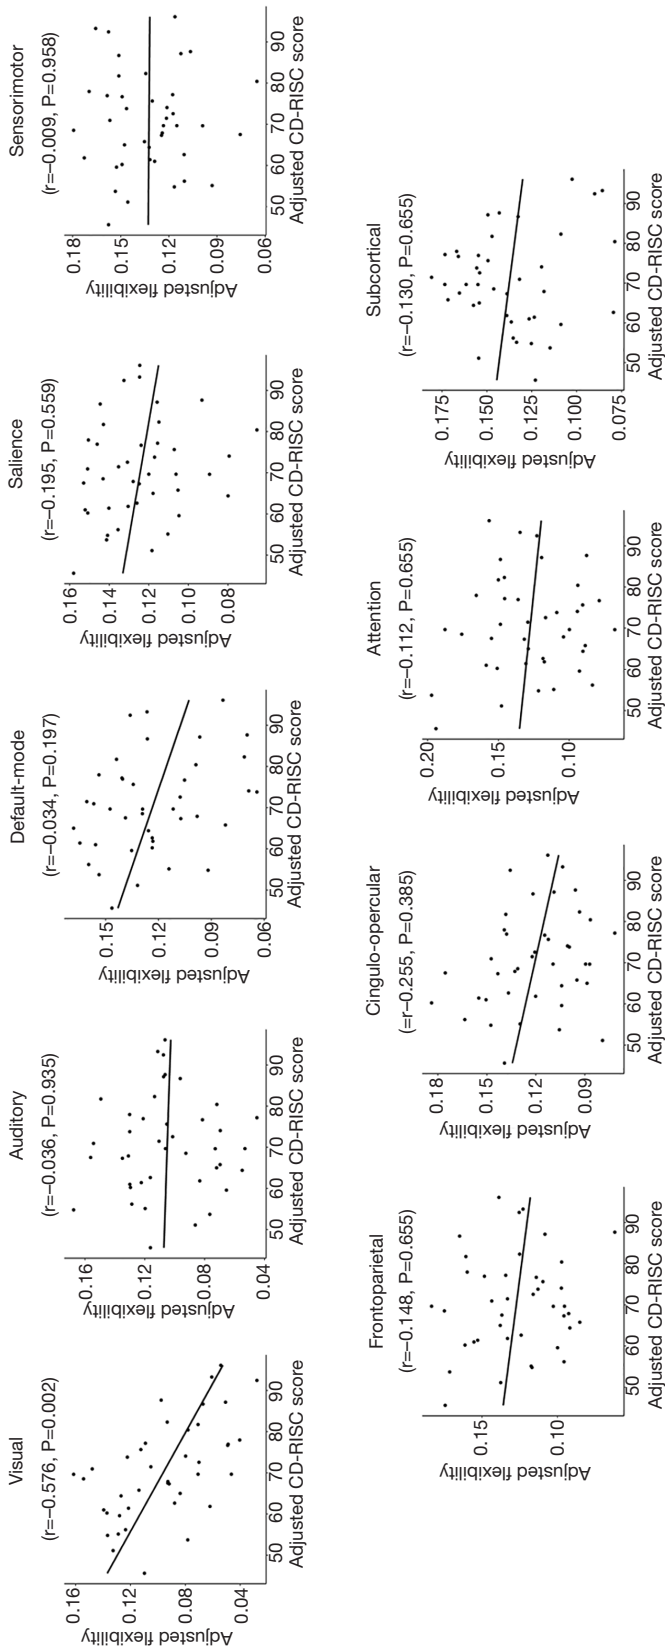 Visual
(r=−0.576, P=0.002)
0.16
0.12
0.08
0.04
Adjusted flexibility
50 60 70 80 90
Adjusted CD-RISC score
Auditory
(r=−0.036, P=0.935)
0.16
0.12
0.08
0.04
Adjusted flexibility
50 60 70 80 90
Adjusted CD-RISC score
Default-mode
(r=−0.034, P=0.197)
0.15
0.12
0.09
0.06
Adjusted flexibility
50 60 70 80 90
Adjusted CD-RISC score
Salience
(r=−0.195, P=0.559)
0.16
0.14
0.12
0.10
0.08
Adjusted flexibility
50 60 70 80 90
Adjusted CD-RISC score
Sensorimotor
(r=−0.009, P=0.958)
0.18
0.15
0.12
0.09
0.06
Adjusted flexibility
50 60 70 80 90
Adjusted CD-RISC score
Frontoparietal
(r=−0.148, P=0.655)
0.15
0.10
Adjusted flexibility
50 60 70 80 90
Adjusted CD-RISC score
Cingulo-opercular
(=r−0.255, P=0.385)
0.18
0.15
0.12
0.09
Adjusted flexibility
50 60 70 80 90
Adjusted CD-RISC score
Attention
(r=−0.112, P=0.655)
0.20
0.15
0.10
Adjusted flexibility
50 60 70 80 90
Adjusted CD-RISC score
Subcortical
(r=−0.130, P=0.655)
0.175
0.150
0.125
0.100
0.075
Adjusted flexibility
50 60 70 80 90
Adjusted CD-RISC score